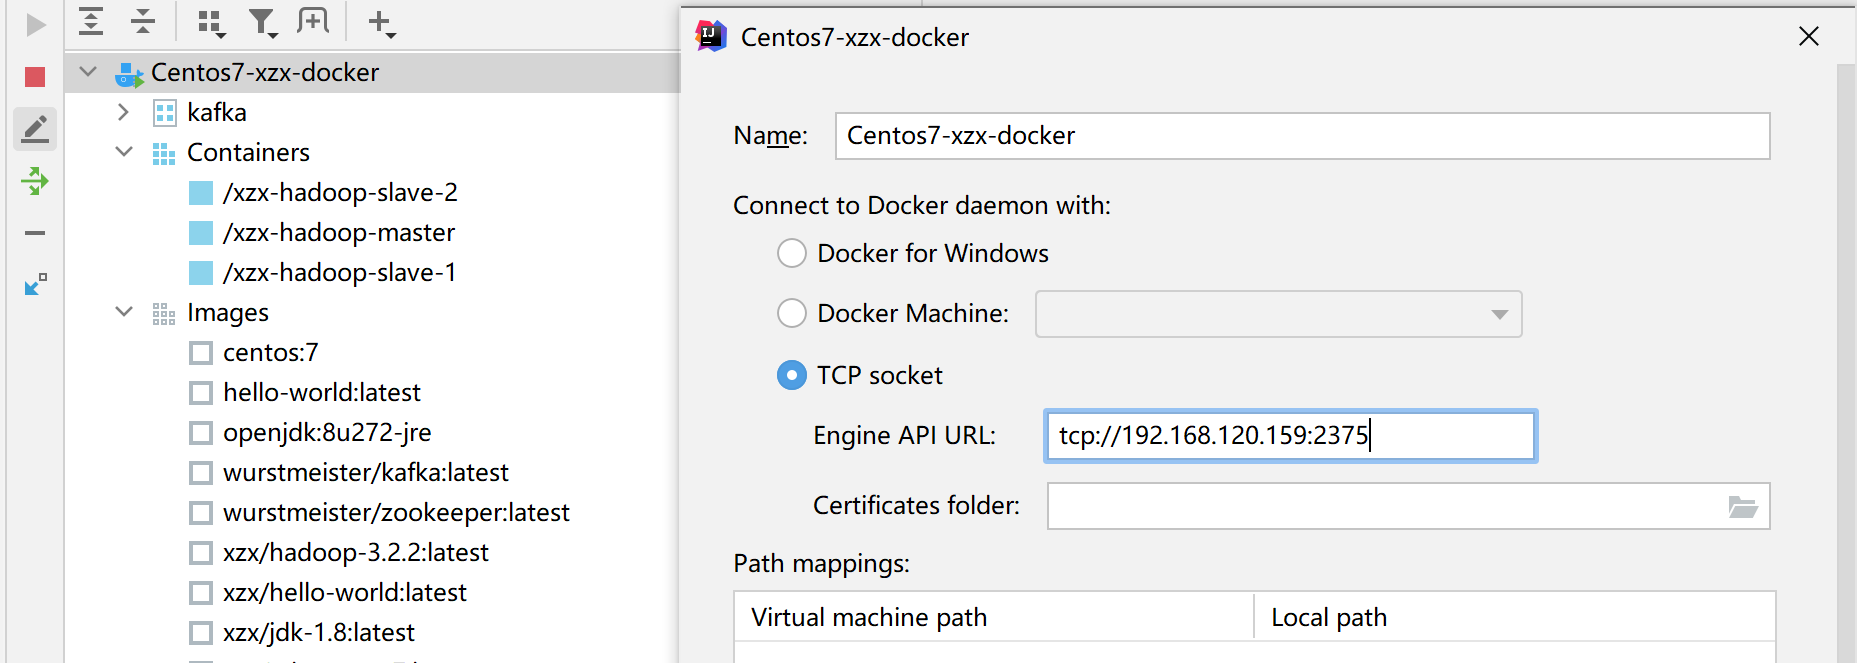 Centos7-xzx-docker
kafka
Containers
/xzx-hadoop-slave-2
/xzx-hadoop-master
/xzx-hadoop-slave-1
Images
centos:7
hello-world:latest
openjdk:8u272-jre
wurstmeister/kafka:latest
wurstmeister/zookeeper:latest
xzx/hadoop-3.2.2:latest
xzx/hello-world:latest
xzx/jdk-1.8:latest
IJ
Centos7-xzx-docker
Name: Centos7-xzx-docker
Connect to Docker daemon with:
Docker for Windows
Docker Machine:
TCP socket
Engine API URL: tcp://192.168.120.159:2375
Certificates folder:
Path mappings:
Virtual machine path Local path